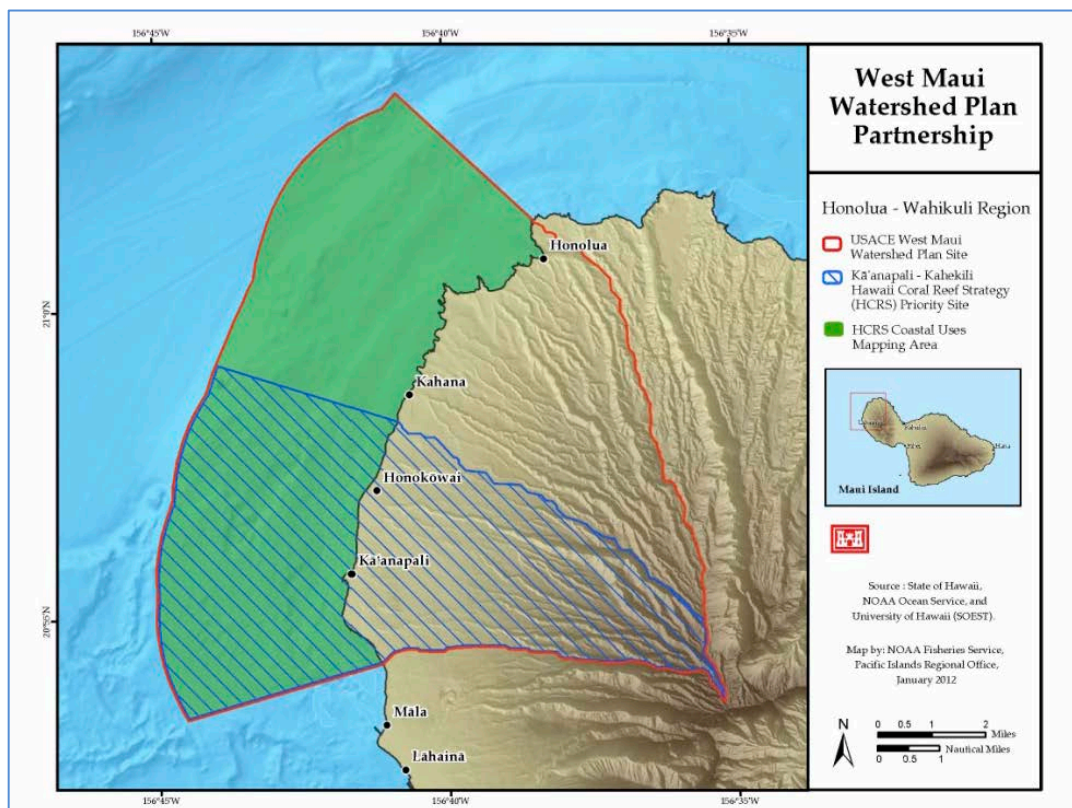 156°45'W
156°40'W
156°35'W
West Maui
Watershed Plan
Partnership
Honolua - Wahikuli Region
USACE West Maui
Watershed Plan Site
Kā'anapali - Kahekili
Hawaii Coral Reef Strategy
(HCRS) Priority Site
HCRS Coastal Uses
Mapping Area
Honolua
21°0'N
Kahana
Honokōwai
Kā'anapali
20°55'N
Māla
Lāhainā
Maui Island
Source : State of Hawaii,
NOAA Ocean Service, and
University of Hawaii (SOEST).
Map by: NOAA Fisheries Service,
Pacific Islands Regional Office,
January 2012
N
0 0.5 1 2
Miles
Nautical Miles
0 0.5 1
156°45'W
156°40'W
156°35'W